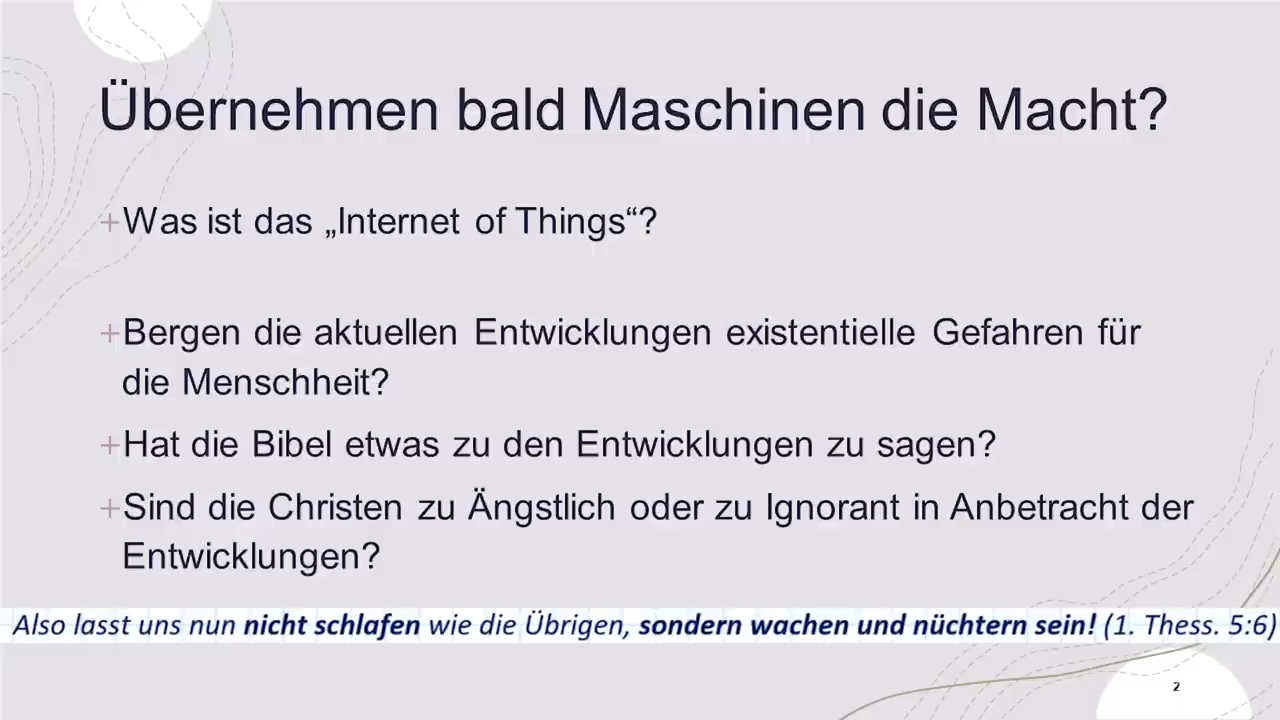 Übernehmen bald Maschinen die Macht?
+Was ist das „Internet of Things“?
+Bergen die aktuellen Entwicklungen existentielle Gefahren für
die Menschheit?
+Hat die Bibel etwas zu den Entwicklungen zu sagen?
+Sind die Christen zu Ängstlich oder zu Ignorant in Anbetracht der
Entwicklungen?
Also lasst uns nun nicht schlafen wie die Übrigen, sondern wachen und nüchtern sein! (1. Thess. 5:6)
2